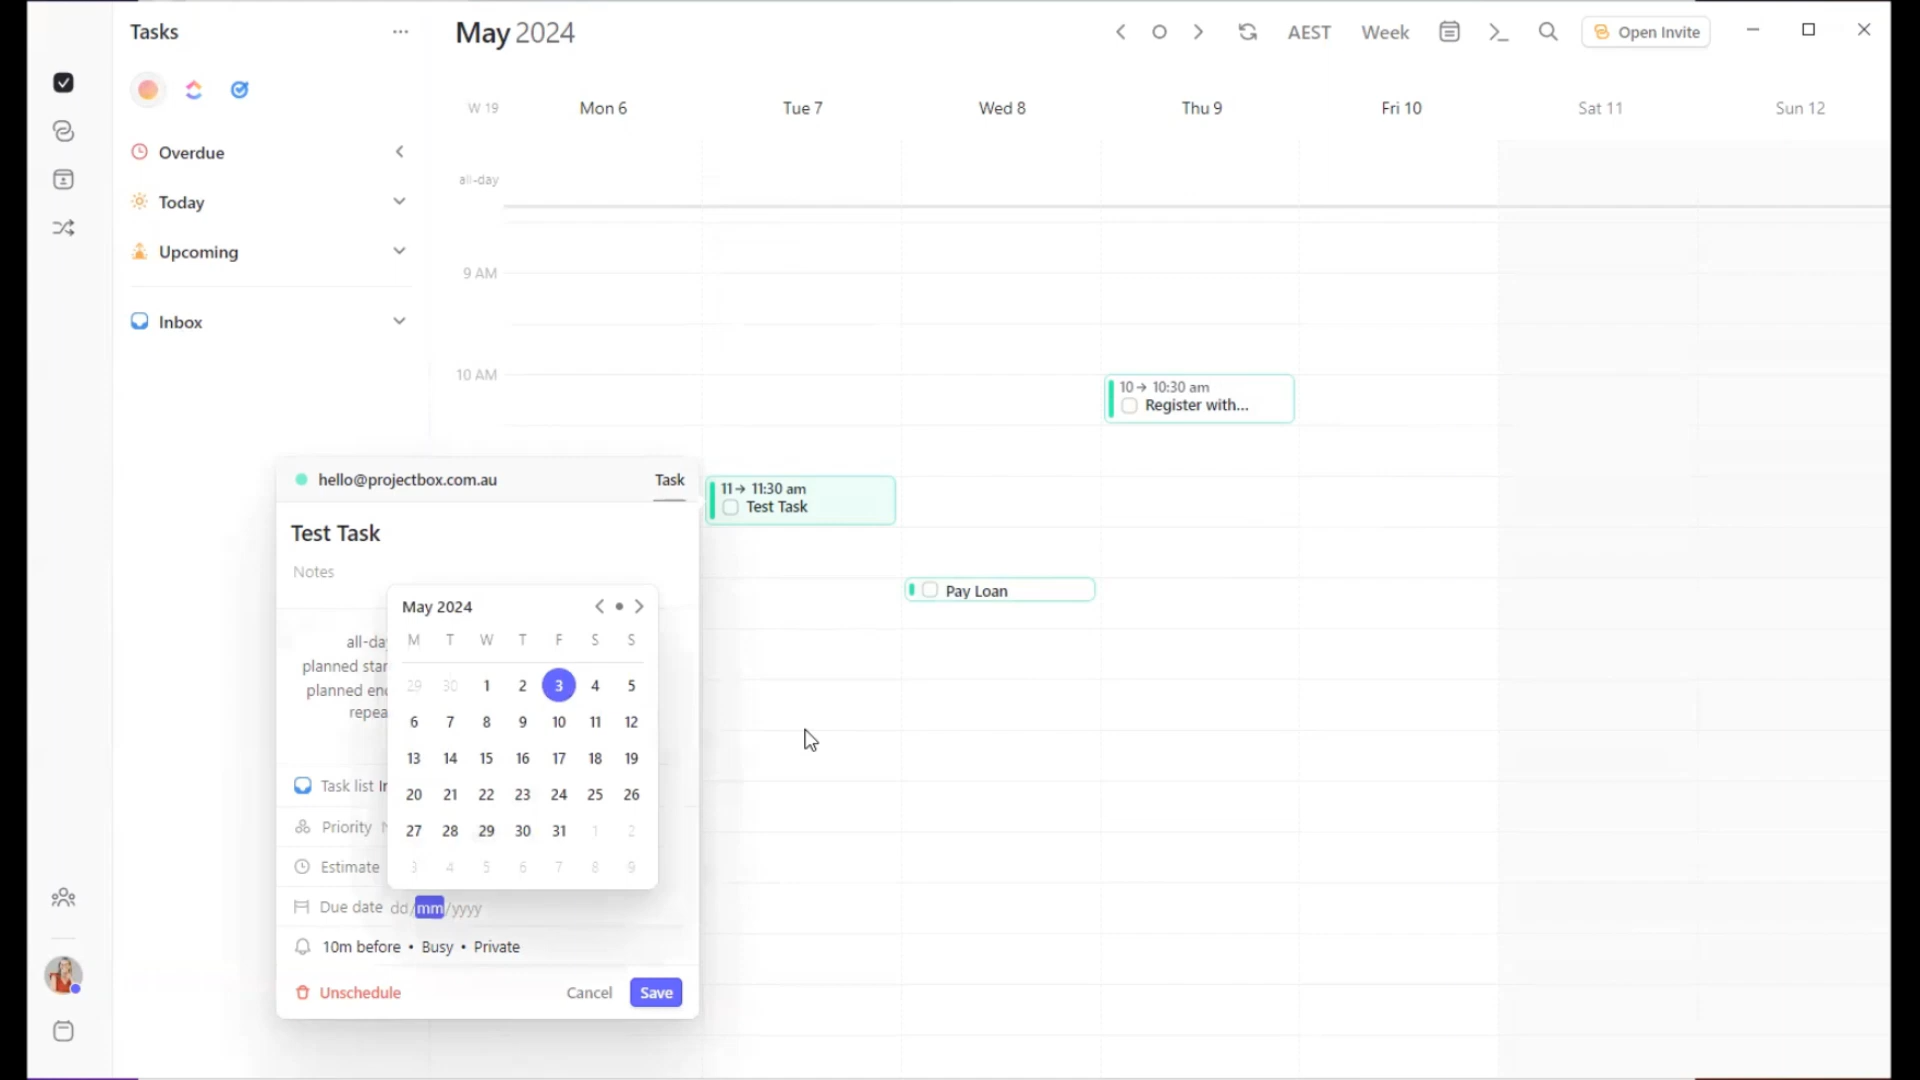 Tasks
May 2024
AEST
Week
Open Invite
W 19
Mon 6
Tue 7
Wed 8
Thu 9
Fri 10
Sat 11
Sun 12
Overdue
Today
Upcoming
Inbox
all-day
9 AM
10 AM
10 → 10:30 am
Register with...
11 → 11:30 am
Test Task
Pay Loan
hello@projectbox.com.au
Task
Test Task
Notes
all-da
planned star
planned en
repea
May 2024
M T W T F S S
29 30 1 2 3 4 5
6 7 8 9 10 11 12
13 14 15 16 17 18 19
20 21 22 23 24 25 26
27 28 29 30 31 1 2
3 4 5 6 7 8 9
Task list
Priority
Estimate
Due date dd/mm/yyyy
10m before • Busy • Private
Unschedule
Cancel
Save